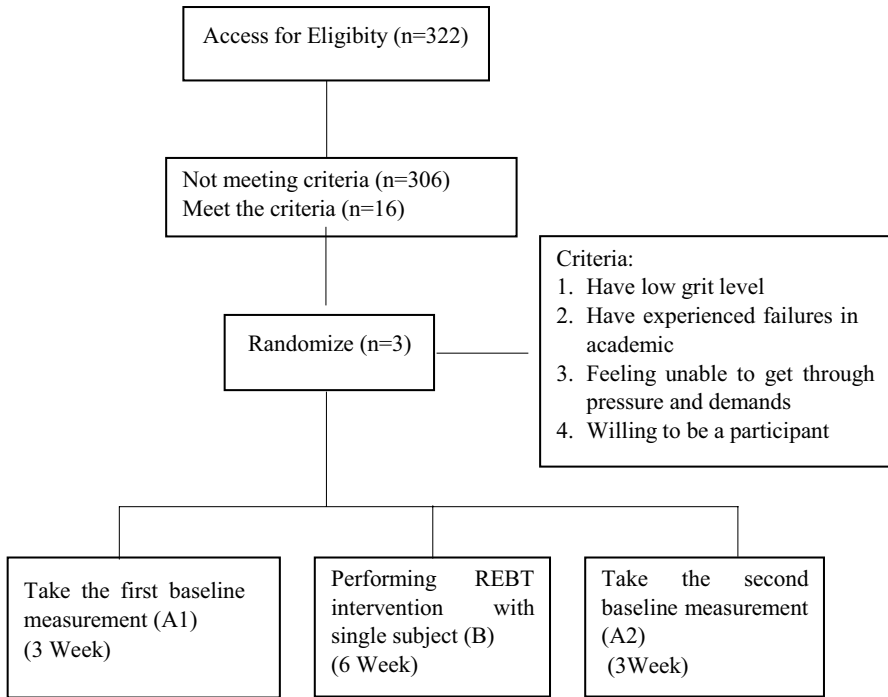 Access for Eligibity (n=322)
Not meeting criteria (n=306)
Meet the criteria (n=16)
Randomize (n=3)
Criteria:
1. Have low grit level
2. Have experienced failures in
academic
3. Feeling unable to get through
pressure and demands
4. Willing to be a participant
Take the first baseline
measurement (A1)
(3 Week)
Performing REBT
intervention with
single subject (B)
(6 Week)
Take the second
baseline measurement
(A2)
(3Week)